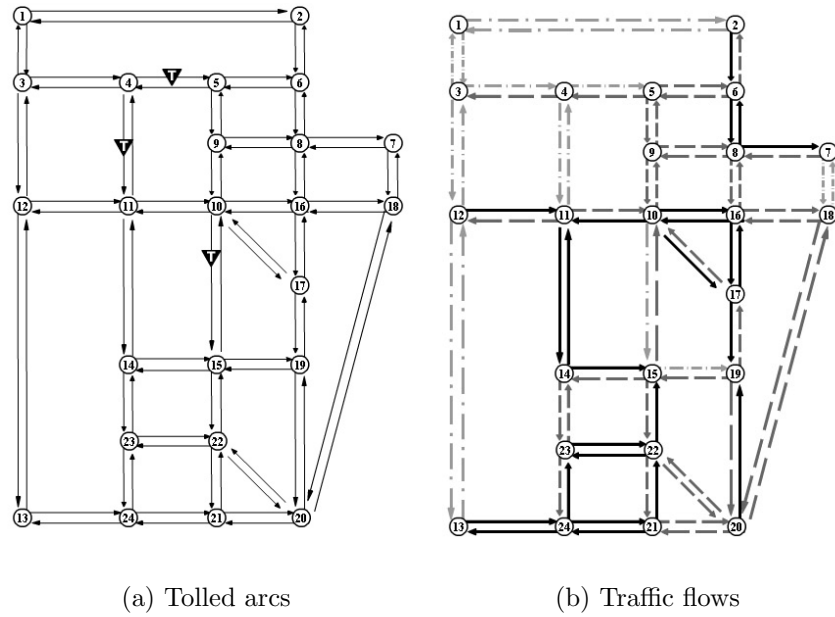 1 2
3 4 T 5 6
T 9 8 7
12 11 10 16 18
T
17
14 15 19
23 22
13 24 21 20
1 2
3 4 5 6
9 8 7
12 11 10 16 18
17
14 15 19
23 22
13 24 21 20
(a) Tolled arcs
(b) Traffic flows